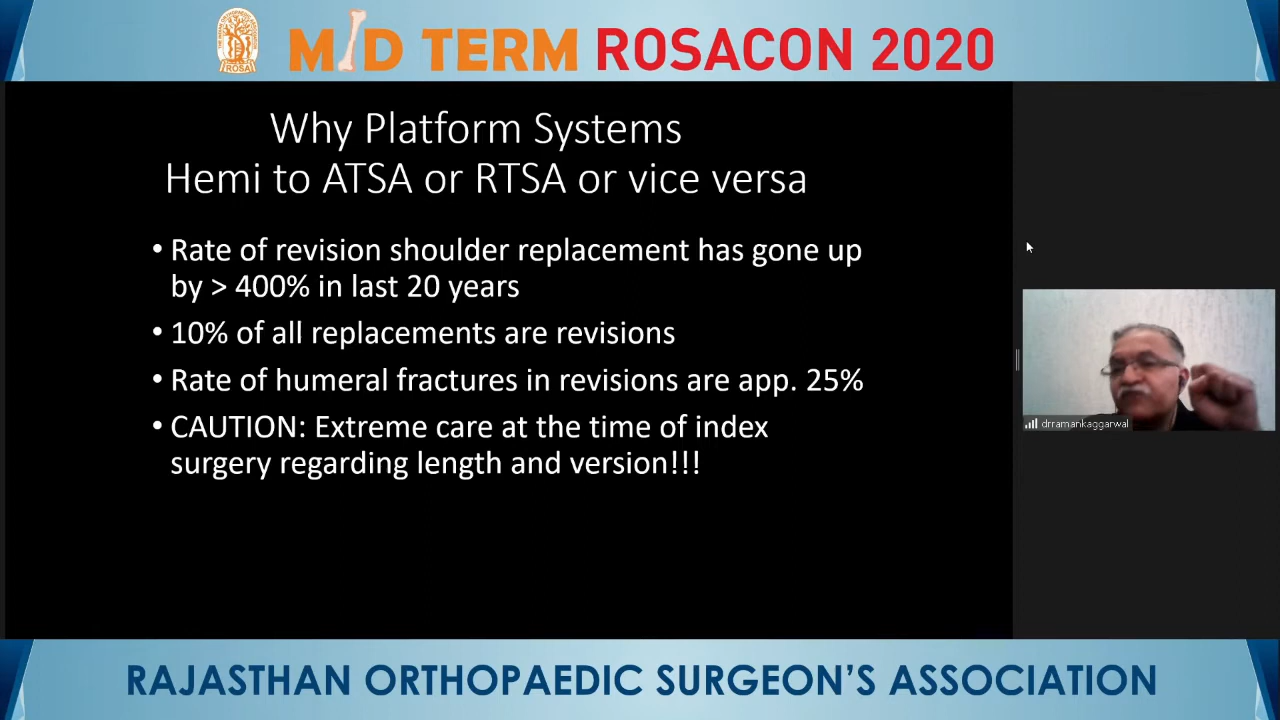 MID TERM ROSACON 2020
ROSA
Why Platform Systems
Hemi to ATSA or RTSA or vice versa
• Rate of revision shoulder replacement has gone up
by > 400% in last 20 years
• 10% of all replacements are revisions
• Rate of humeral fractures in revisions are app. 25%
• CAUTION: Extreme care at the time of index
surgery regarding length and version!!!
drramankaggarwal
RAJASTHAN ORTHOPAEDIC SURGEON'S ASSOCIATION